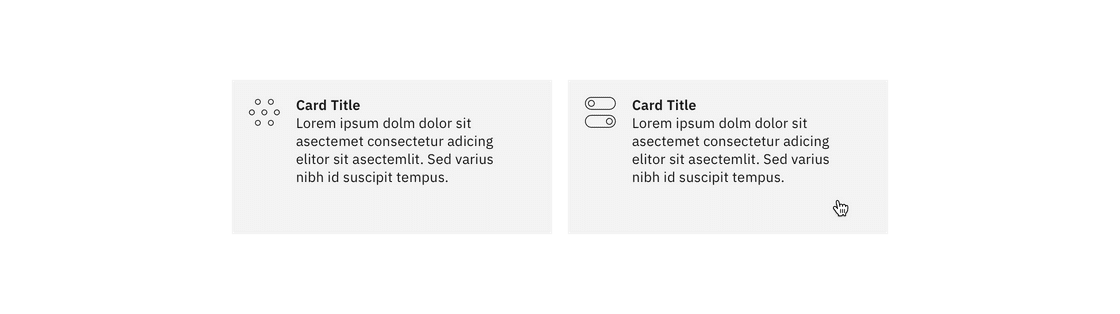 Card Title
Lorem ipsum dolm dolor sit
asectemet consectetur adicing
elitor sit asectemlit. Sed varius
nibh id suscipit tempus.
Card Title
Lorem ipsum dolm dolor sit
asectemet consectetur adicing
elitor sit asectemlit. Sed varius
nibh id suscipit tempus.